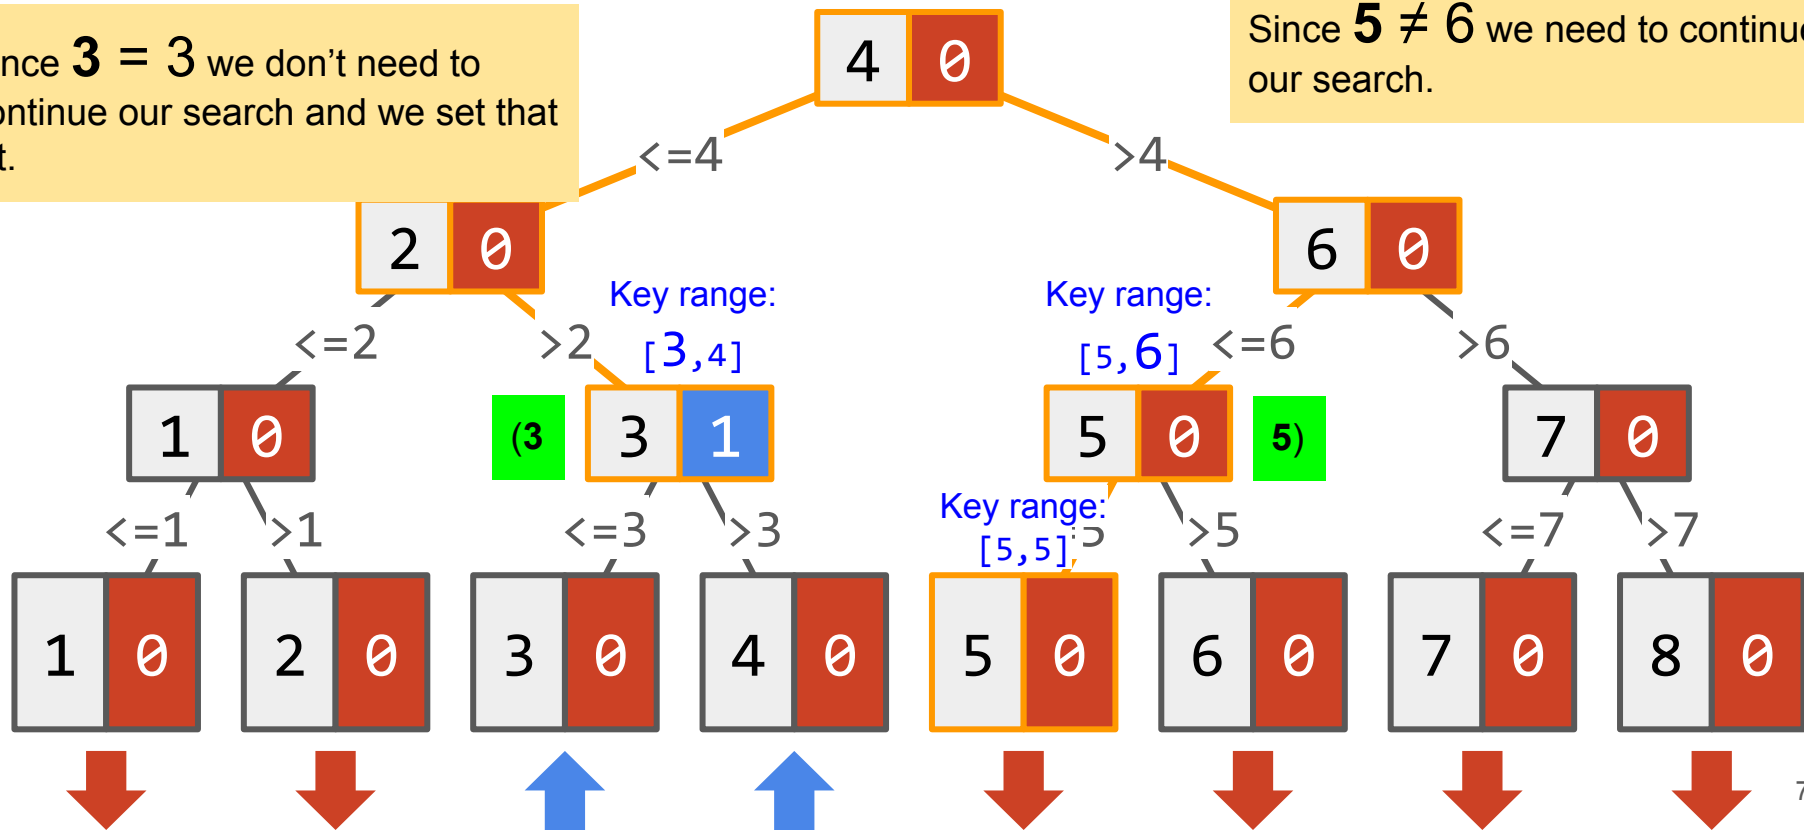 nce 3 = 3 we don't need to
ontinue our search and we set that
t.
Since 5 ≠ 6 we need to continue
our search.
4 0
<=4 >4
2 0 6 0
Key range: Key range:
<=2 >2 [3,4] [5,6] <=6 >6
1 0 (3 3 1 5 0 5) 7 0
Key range:
<=1 >1 <=3 >3 [5,5] 5 >5 <=7 >7
1 0 2 0 3 0 4 0 5 0 6 0 7 0 8 0
7